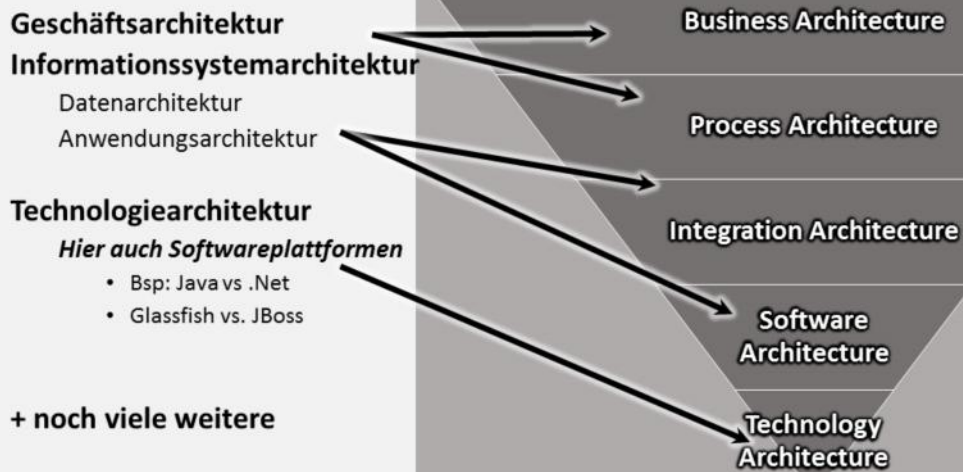 Geschäftsarchitektur
Informationssystemarchitektur
Datenarchitektur
Anwendungsarchitektur
Technologiearchitektur
Hier auch Softwareplattformen
• Bsp: Java vs .Net
• Glassfish vs. JBoss
+ noch viele weitere
Business Architecture
Process Architecture
Integration Architecture
Software
Architecture
Technology
Architecture